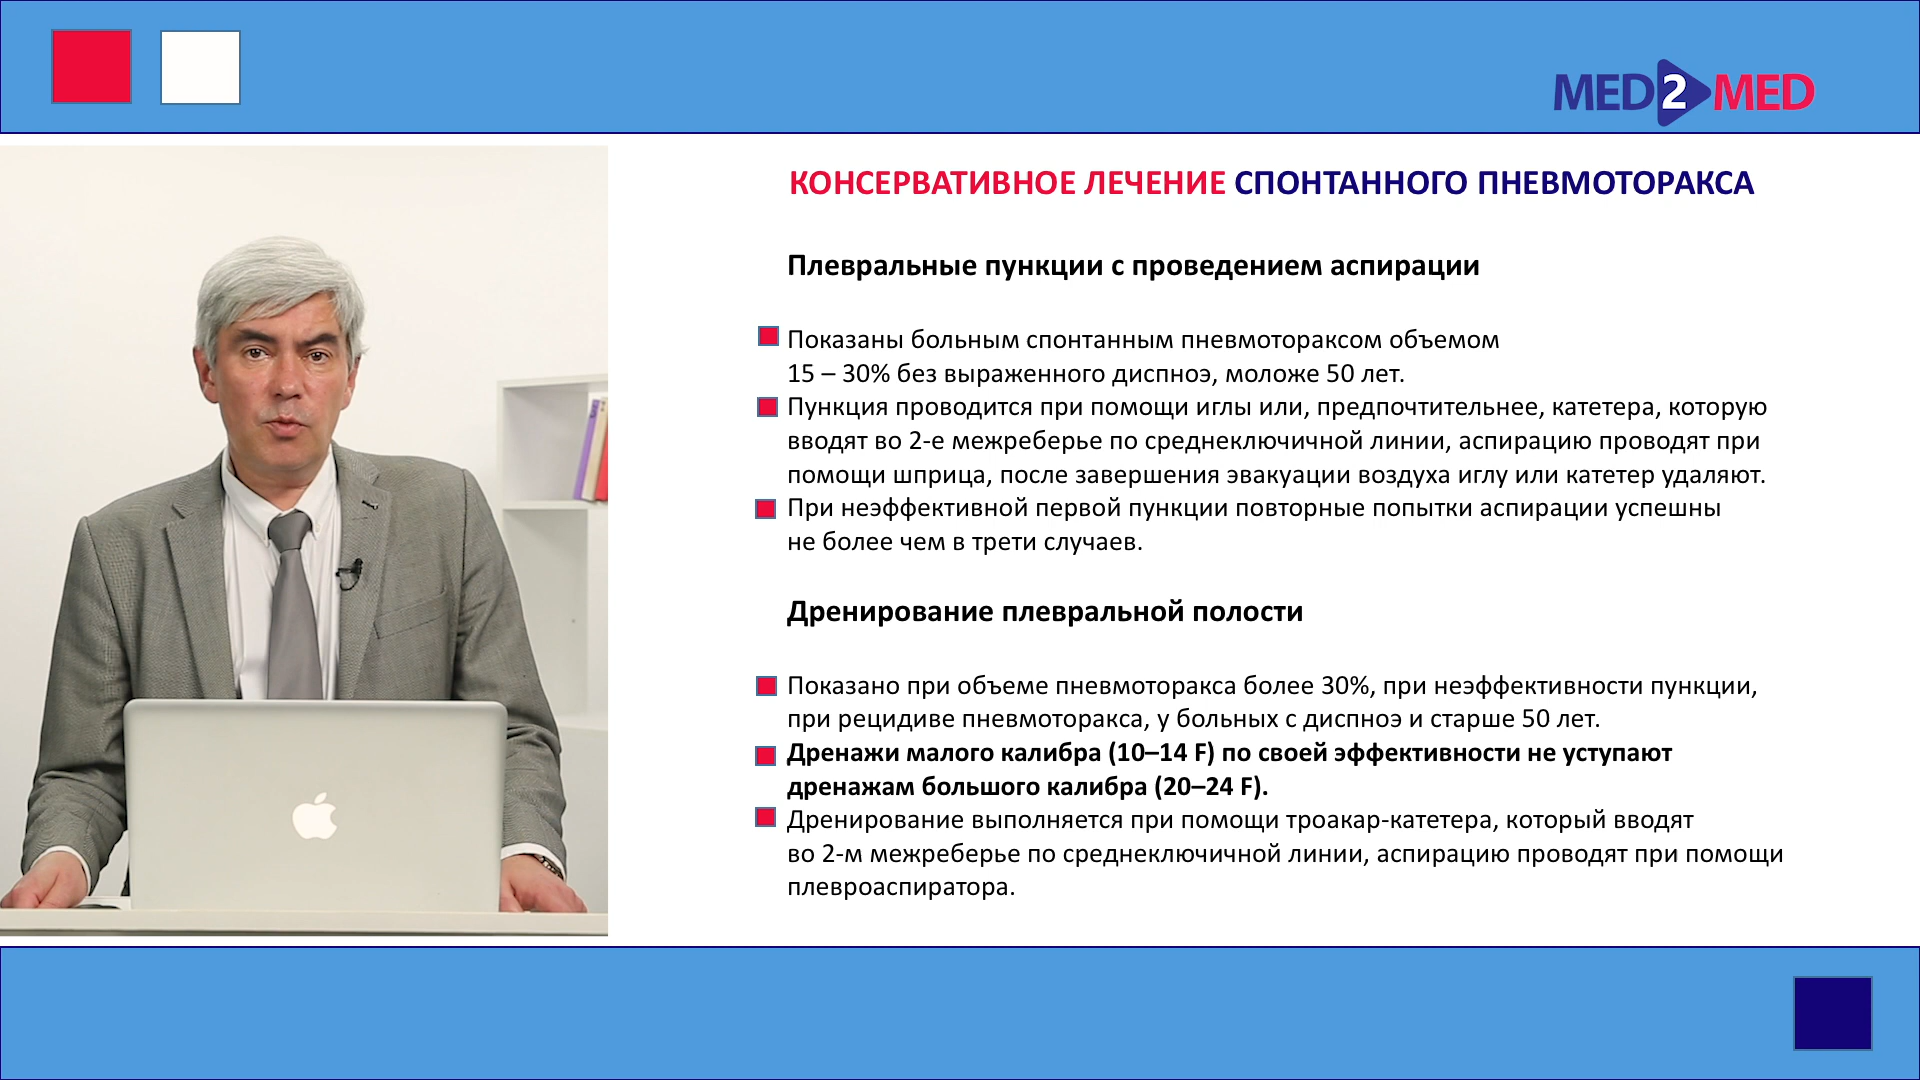 MED2MED
КОНСЕРВАТИВНОЕ ЛЕЧЕНИЕ СПОНТАННОГО ПНЕВМОТОРАКСА
Плевральные пункции с проведением аспирации
Показаны больным спонтанным пневмотораксом объемом
15 – 30% без выраженного диспноэ, моложе 50 лет.
Пункция проводится при помощи иглы или, предпочтительнее, катетера, которую
вводят во 2-е межреберье по среднеключичной линии, аспирацию проводят при
помощи шприца, после завершения эвакуации воздуха иглу или катетер удаляют.
При неэффективной первой пункции повторные попытки аспирации успешны
не более чем в трети случаев.
Дренирование плевральной полости
Показано при объеме пневмоторакса более 30%, при неэффективности пункции,
при рецидиве пневмоторакса, у больных с диспноэ и старше 50 лет.
Дренажи малого калибра (10–14 F) по своей эффективности не уступают
дренажам большого калибра (20–24 F).
Дренирование выполняется при помощи троакар-катетера, который вводят
во 2-м межреберье по среднеключичной линии, аспирацию проводят при помощи
плевроаспиратора.